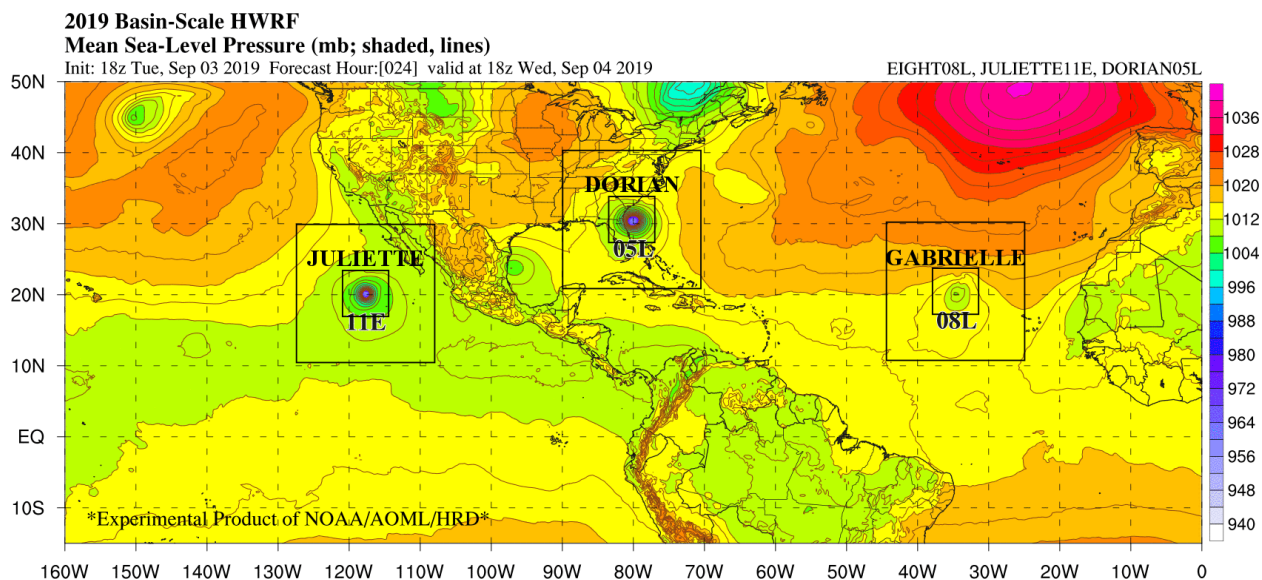 2019 Basin-Scale HWRF
Mean Sea-Level Pressure (mb; shaded, lines)
Init: 18z Tue, Sep 03 2019 Forecast Hour:[024] valid at 18z Wed, Sep 04 2019
EIGHT08L, JULIETTE11E, DORIAN05L
50N
40N
30N
20N
10N
EQ
10S
DORIAN
05L
JULIETTE
11E
GABRIELLE
08L
*Experimental Product of NOAA/AOML/HRD*
160W 150W 140W 130W 120W 110W 100W 90W 80W 70W 60W 50W 40W 30W 20W 10W 0
1036
1028
1020
1012
1004
996
988
980
972
964
956
948
940